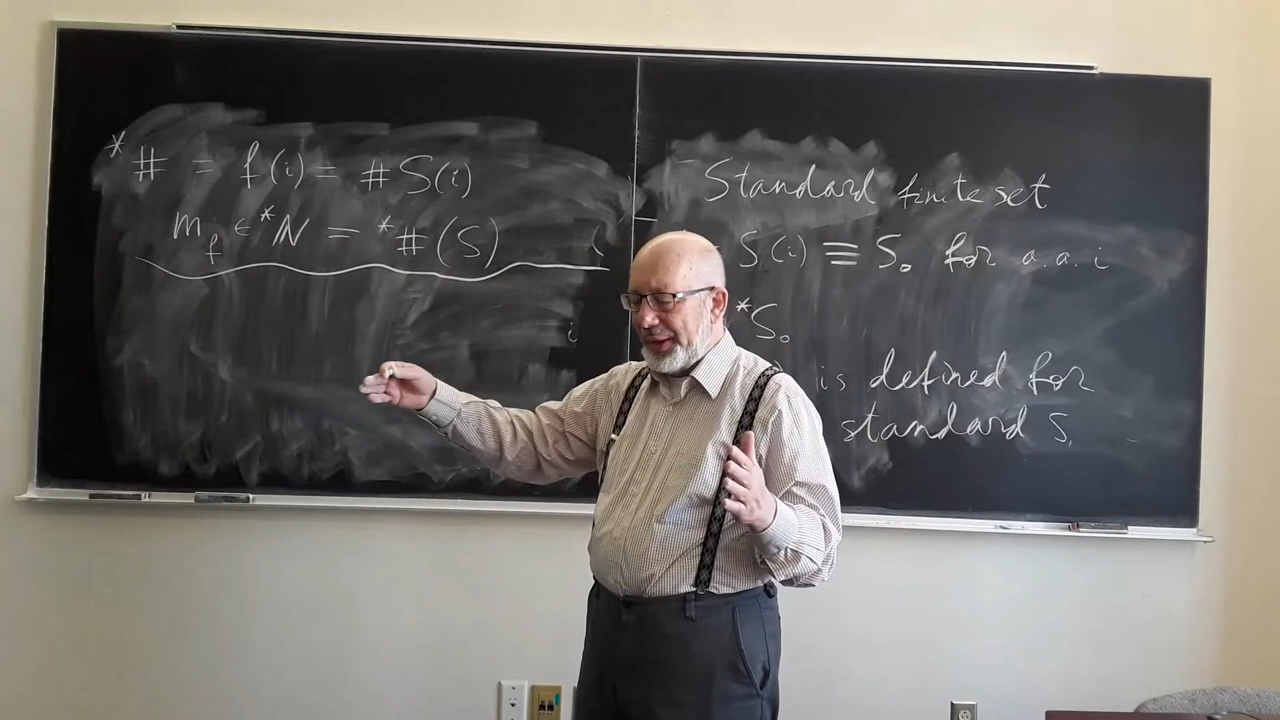 *# = f(i) = # S(i)
m_f ∈ *N = *#(S)
i
Standard finite set
S(i) ≡ S₀ for a.a. i
*S₀
is defined for
standard S,